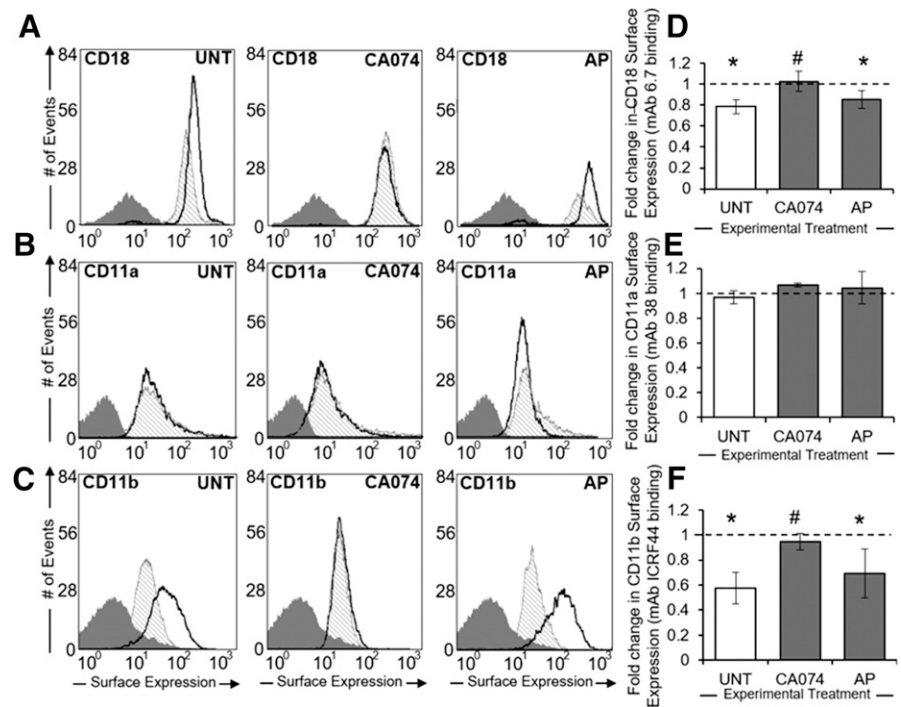 A
84
56
28
0
CD18 UNT
10⁰ 10¹ 10² 10³
# of Events
84
56
28
0
CD18
CA074
10⁰ 10¹ 10² 10³
84
56
28
0
CD18 AP
10⁰ 10¹ 10² 10³
D
Fold change in-CD18 Surface
Expression (mAb 6.7 binding)
1.2
1
0.8
0.6
0.4
0.2
0
* # *
UNT CA074 AP
— Experimental Treatment —
B
84
56
28
0
CD11a UNT
10⁰ 10¹ 10² 10³
# of Events
84
56
28
0
CD11a CA074
10⁰ 10¹ 10² 10³
84
56
28
0
CD11a AP
10⁰ 10¹ 10² 10³
E
Fold change in CD11a Surface
Expression (mAb 38 binding)
1.2
1
0.8
0.6
0.4
0.2
0
UNT CA074 AP
— Experimental Treatment —
C
84
56
28
0
CD11b UNT
10⁰ 10¹ 10² 10³
# of Events
— Surface Expression →
84
56
28
0
CD11b CA074
10⁰ 10¹ 10² 10³
— Surface Expression →
84
56
28
0
CD11b AP
10⁰ 10¹ 10² 10³
— Surface Expression →
F
Fold change in CD11b Surface
Expression (mAb ICRF44 binding)
1.2
1
0.8
0.6
0.4
0.2
0
* # *
UNT CA074 AP
— Experimental Treatment —